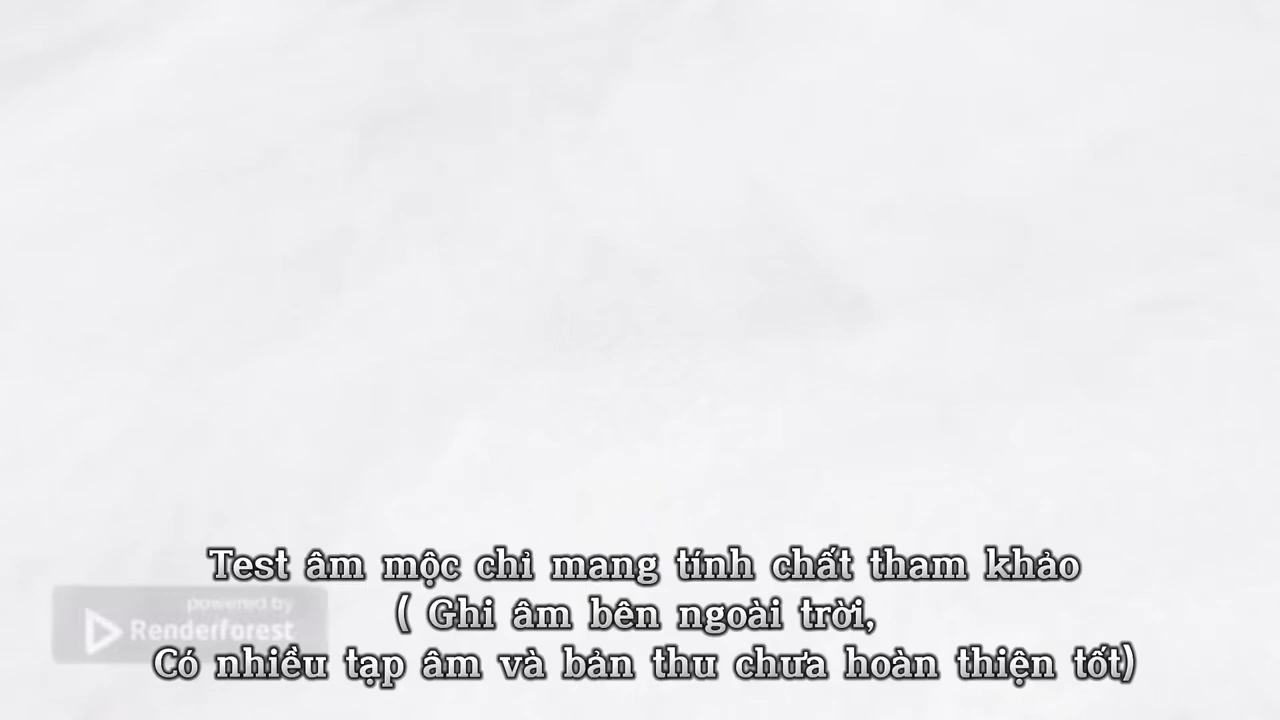 Test âm mộc chỉ mang tính chất tham khảo
( Ghi âm bên ngoài trời,
powered by
Renderforest
Có nhiều tạp âm và bản thu chưa hoàn thiện tốt)